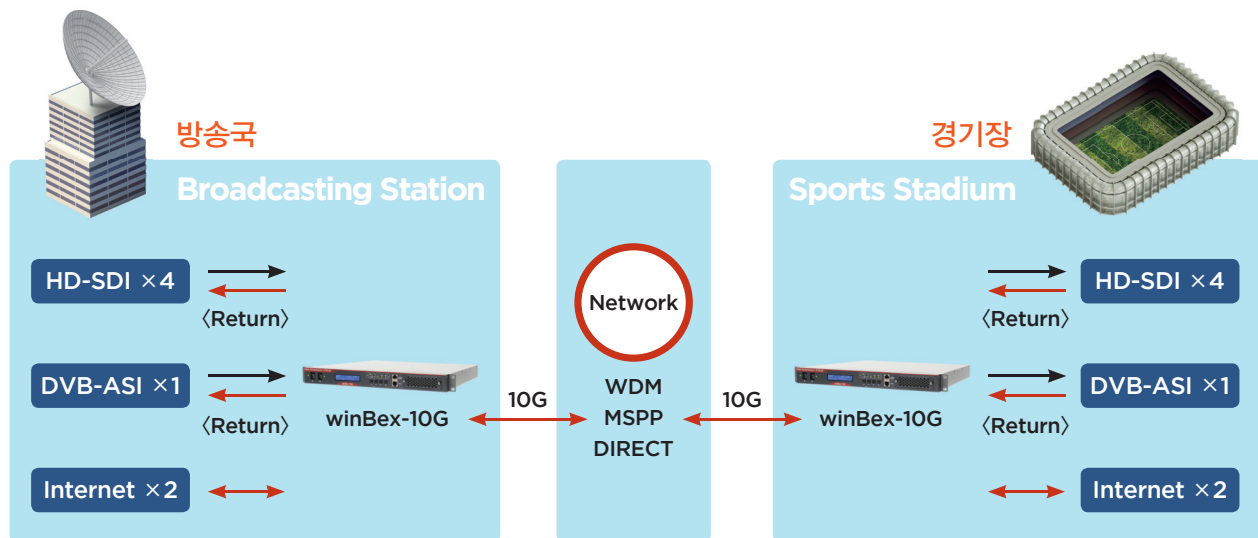 방송국
Broadcasting Station
HD-SDI ×4
〈Return〉
DVB-ASI ×1
〈Return〉
Internet ×2
winBex-10G
10G
Network
WDM
MSPP
DIRECT
10G
경기장
Sports Stadium
winBex-10G
HD-SDI ×4
〈Return〉
DVB-ASI ×1
〈Return〉
Internet ×2